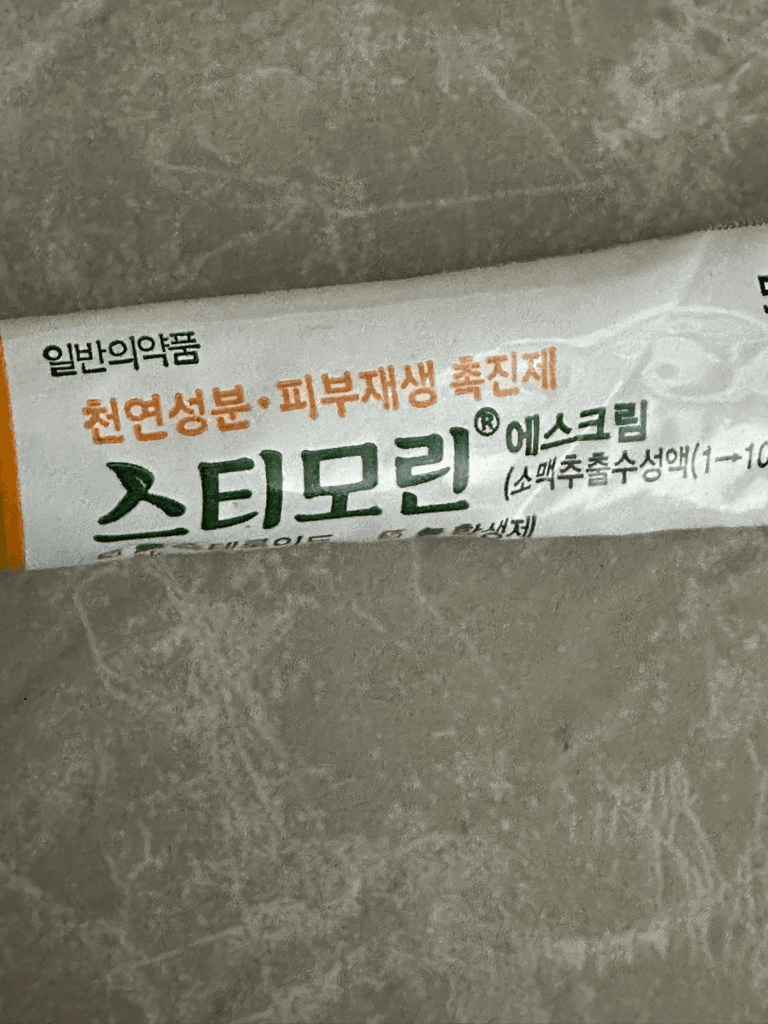 일반의약품
천연성분·피부재생 촉진제
스티모린® 에스크림
(소맥추출수성액(1→10